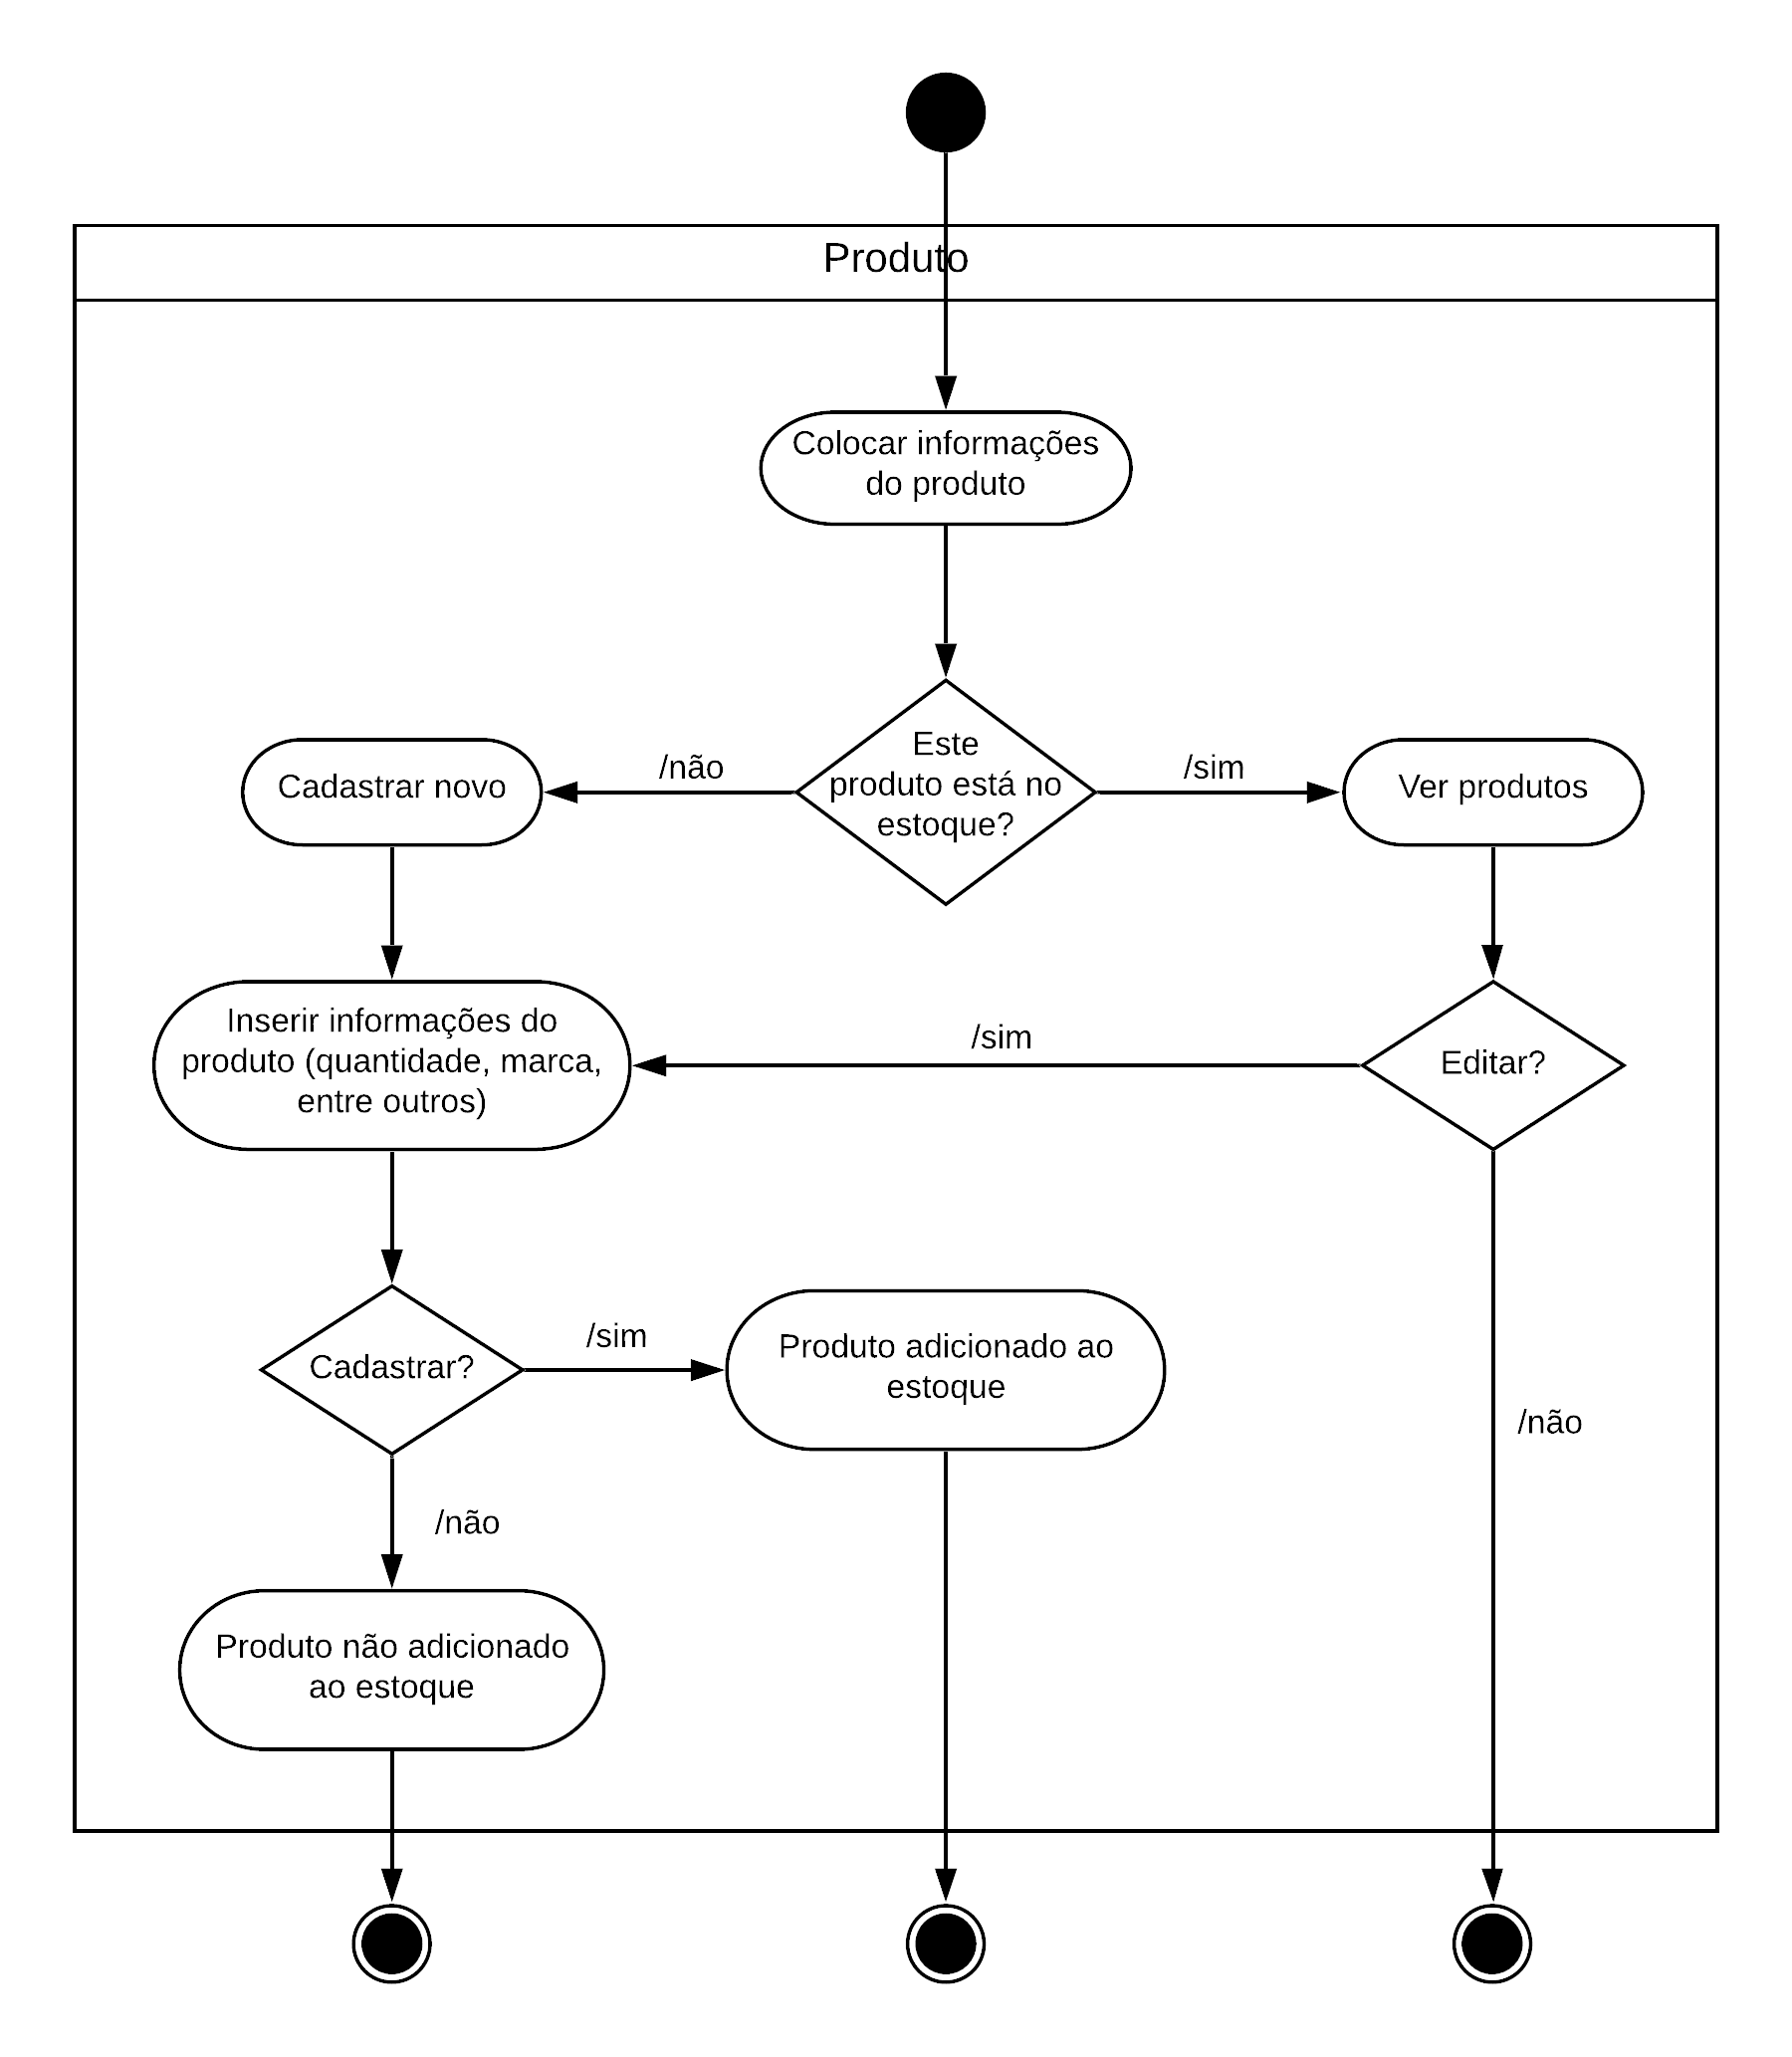 Produto
Colocar informações
do produto
Este
produto está no
estoque?
/não
/sim
Cadastrar novo
Ver produtos
Inserir informações do
produto (quantidade, marca,
entre outros)
/sim
Editar?
Cadastrar?
/sim
Produto adicionado ao
estoque
/não
/não
Produto não adicionado
ao estoque